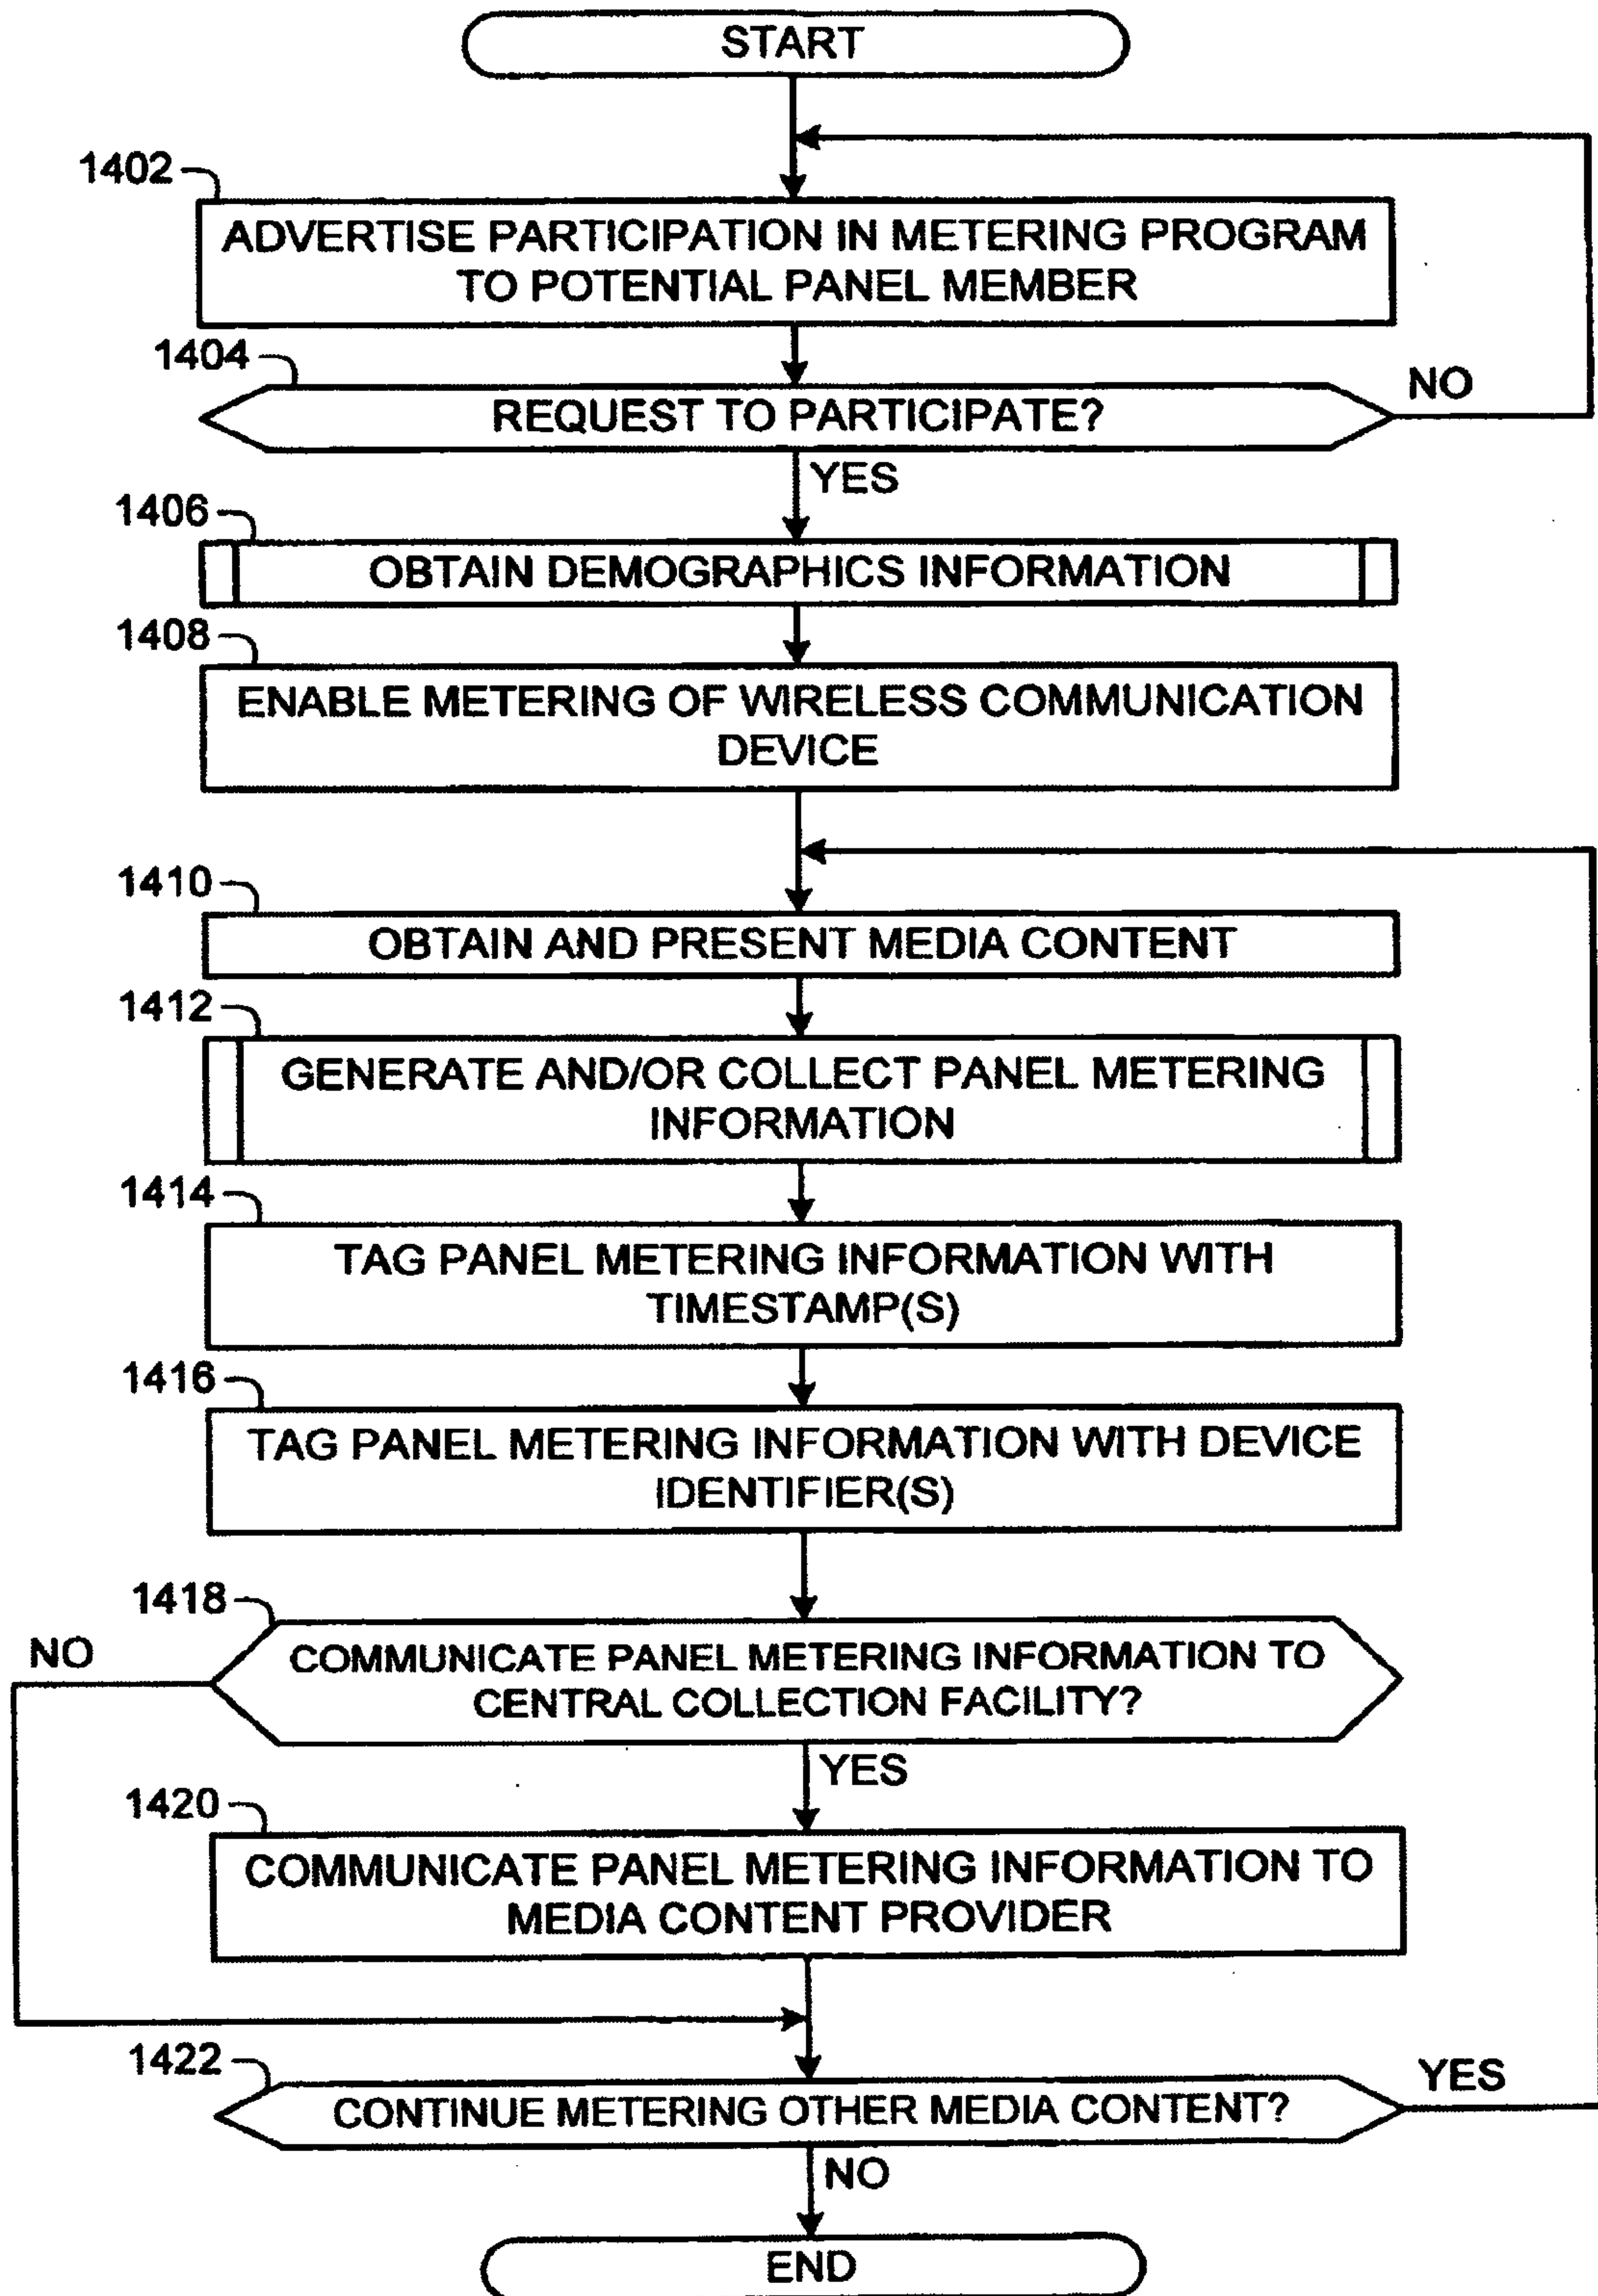 START
1402
ADVERTISE PARTICIPATION IN METERING PROGRAM
TO POTENTIAL PANEL MEMBER
1404
REQUEST TO PARTICIPATE?
NO
YES
1406
OBTAIN DEMOGRAPHICS INFORMATION
1408
ENABLE METERING OF WIRELESS COMMUNICATION
DEVICE
1410
OBTAIN AND PRESENT MEDIA CONTENT
1412
GENERATE AND/OR COLLECT PANEL METERING
INFORMATION
1414
TAG PANEL METERING INFORMATION WITH
TIMESTAMP(S)
1416
TAG PANEL METERING INFORMATION WITH DEVICE
IDENTIFIER(S)
1418
NO
COMMUNICATE PANEL METERING INFORMATION TO
CENTRAL COLLECTION FACILITY?
YES
1420
COMMUNICATE PANEL METERING INFORMATION TO
MEDIA CONTENT PROVIDER
1422
CONTINUE METERING OTHER MEDIA CONTENT?
YES
NO
END